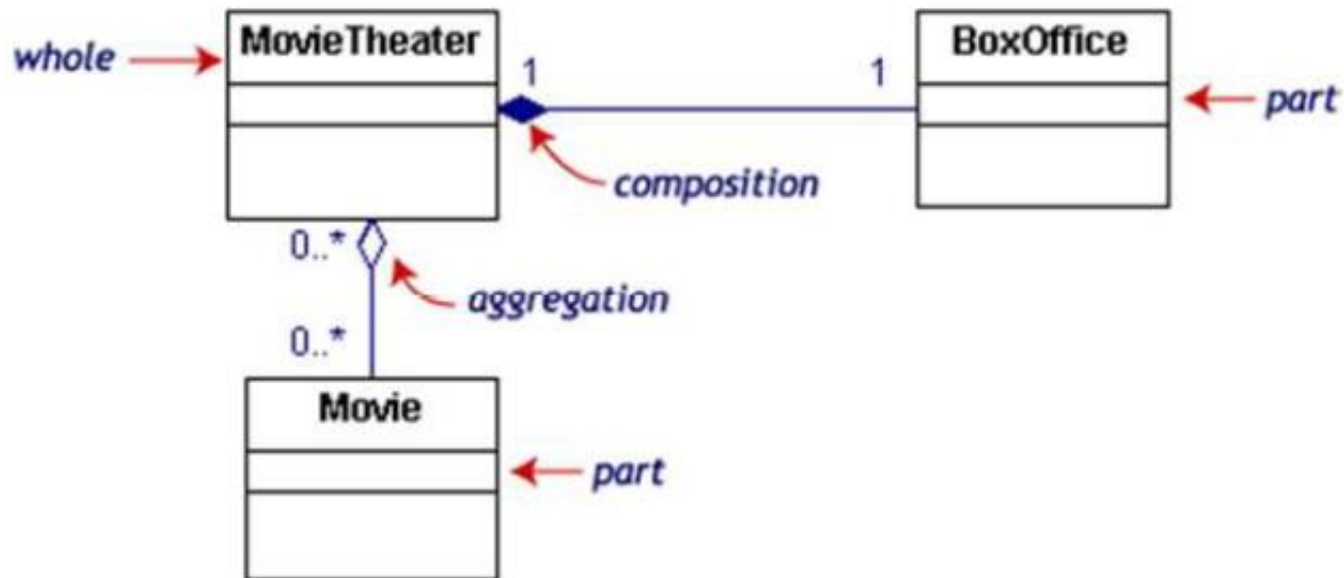 MovieTheater
BoxOffice
whole
1
1
part
composition
0..*
aggregation
0..*
Movie
part